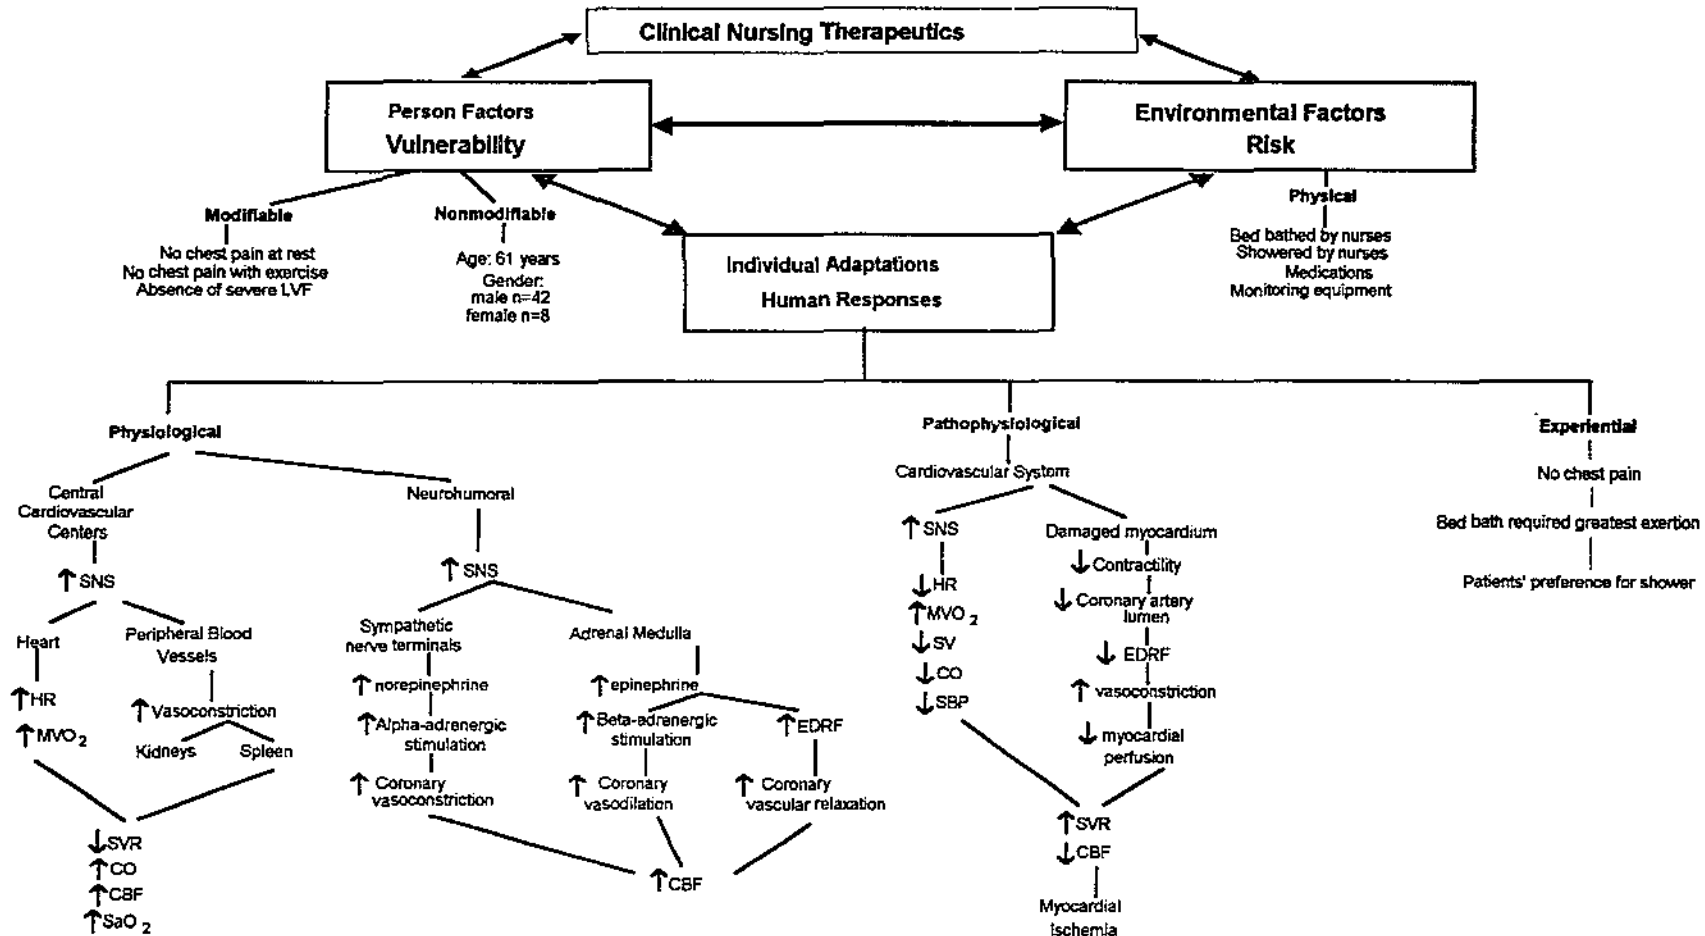 Clinical Nursing Therapeutics
Person Factors
Vulnerability
Environmental Factors
Risk
Modifiable
No chest pain at rest
No chest pain with exercise
Absence of severe LVF
Nonmodifiable
Age: 61 years
Gender:
male n=42
female n=8
Individual Adaptations
Human Responses
Physical
Bed bathed by nurses
Showered by nurses
Medications
Monitoring equipment
Physiological
Central
Cardiovascular
Centers
↑ SNS
Heart
↑ HR
↑ MVO2
Peripheral Blood
Vessels
↑ Vasoconstriction
Kidneys
Spleen
↓ SVR
↑ CO
↑ CBF
↑ SaO2
Neurohumoral
↑ SNS
Sympathetic
nerve terminals
↑ norepinephrine
↑ Alpha-adrenergic
stimulation
↑ Coronary
vasoconstriction
Adrenal Medulla
↑ epinephrine
↑ Beta-adrenergic
stimulation
↑ Coronary
vasodilation
↑ EDRF
↑ Coronary
vascular relaxation
↑ CBF
Pathophysiological
Cardiovascular System
↑ SNS
↓ HR
↑ MVO2
↓ SV
↓ CO
↓ SBP
Damaged myocardium
↓ Contractility
↓ Coronary artery
lumen
↓ EDRF
↑ vasoconstriction
↓ myocardial
perfusion
↑ SVR
↓ CBF
Myocardial
Ischemia
Experiential
No chest pain
Bed bath required greatest exertion
Patients' preference for shower